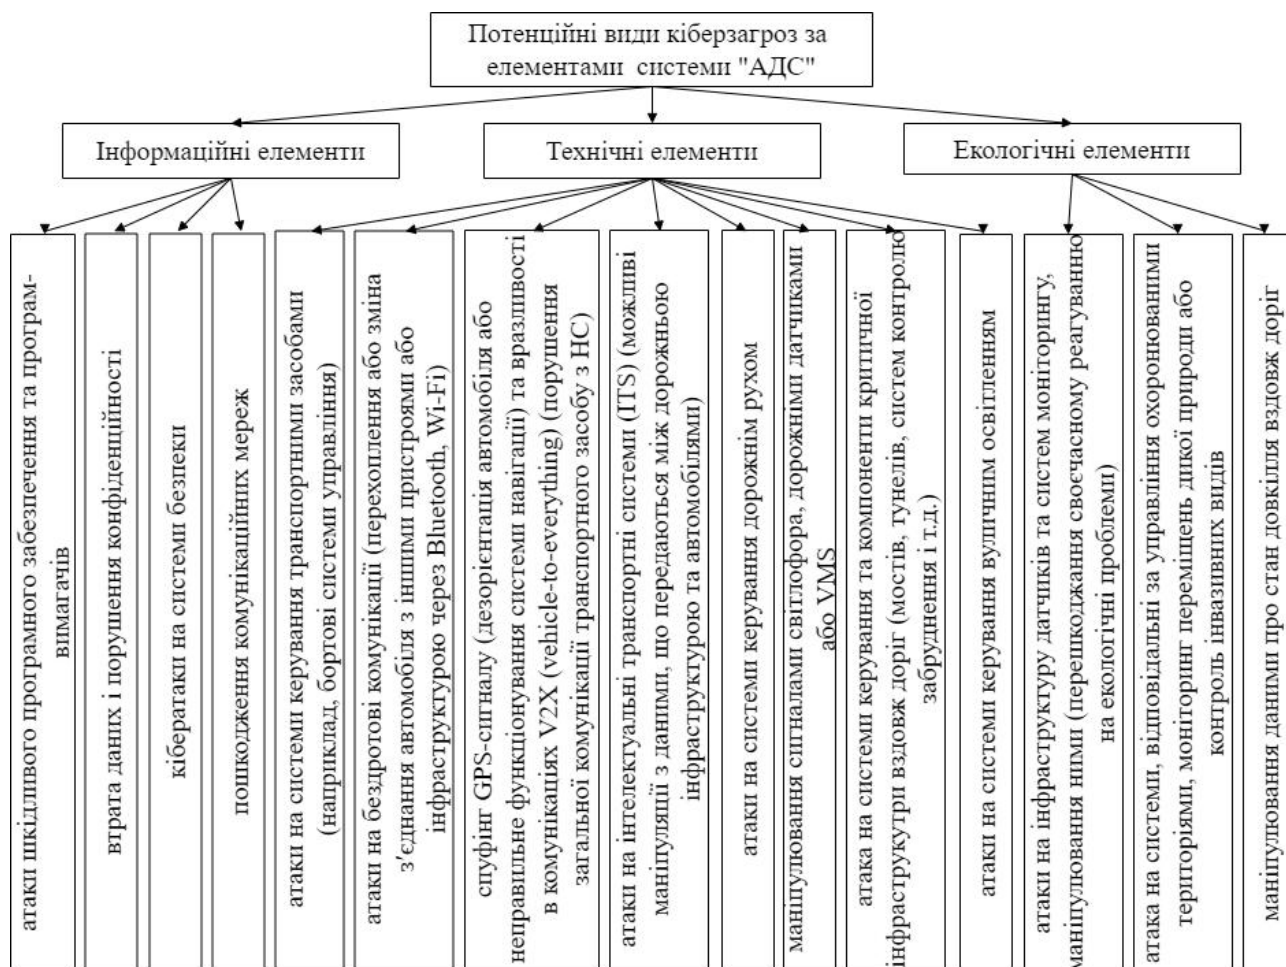 Потенційні види кіберзагроз за
елементами системи "АДС"
Інформаційні елементи
Технічні елементи
Екологічні елементи
атаки шкідливого програмного забезпечення та програм-
вимагачів
втрата даних і порушення конфіденційності
кібератаки на системи безпеки
пошкодження комунікаційних мереж
атаки на системи керування транспортними засобами
(наприклад, бортові системи управління)
атаки на бездротові комунікації (перехоплення або зміна
з'єднання автомобіля з іншими пристроями або
інфраструктурою через Bluetooth, Wi-Fi)
спуфінг GPS-сигналу (дезорієнтація автомобіля або
неправильне функціонування системи навігації) та вразливості
в комунікаціях V2X (vehicle-to-everything) (порушення
загальної комунікації транспортного засобу з НС)
атаки на інтелектуальні транспортні системи (ITS) (можливі
маніпуляції з даними, що передаються між дорожньою
інфраструктурою та автомобілями)
атаки на системи керування дорожнім рухом
маніпулювання сигналами світлофора, дорожніми датчиками
або VMS
атака на системи керування та компоненти критичної
інфраструкутри вздовж доріг (мостів, тунелів, систем контролю
забруднення і т.д.)
атаки на системи керування вуличним освітленням
атаки на інфраструктуру датчиків та систем моніторингу,
маніпулювання ними (перешкоджання своєчасному реагуванню
на екологічні проблеми)
атака на системи, відповідальні за управління охоронюваними
територіями, моніторинг переміщень дикої природи або
контроль інвазивних видів
маніпулювання даними про стан довкілля вздовж доріг